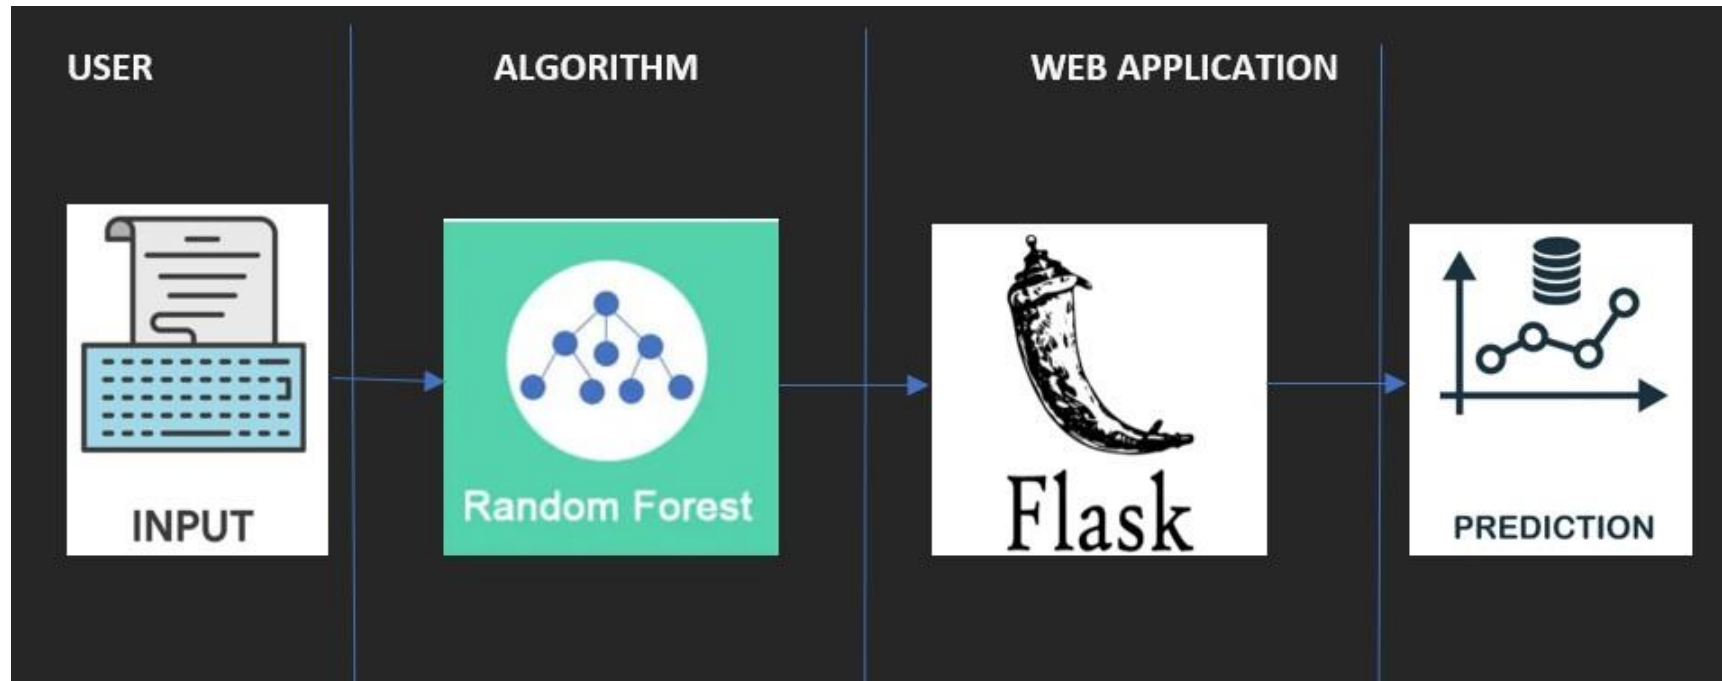 USER
ALGORITHM
WEB APPLICATION
INPUT
Random Forest
Flask
PREDICTION